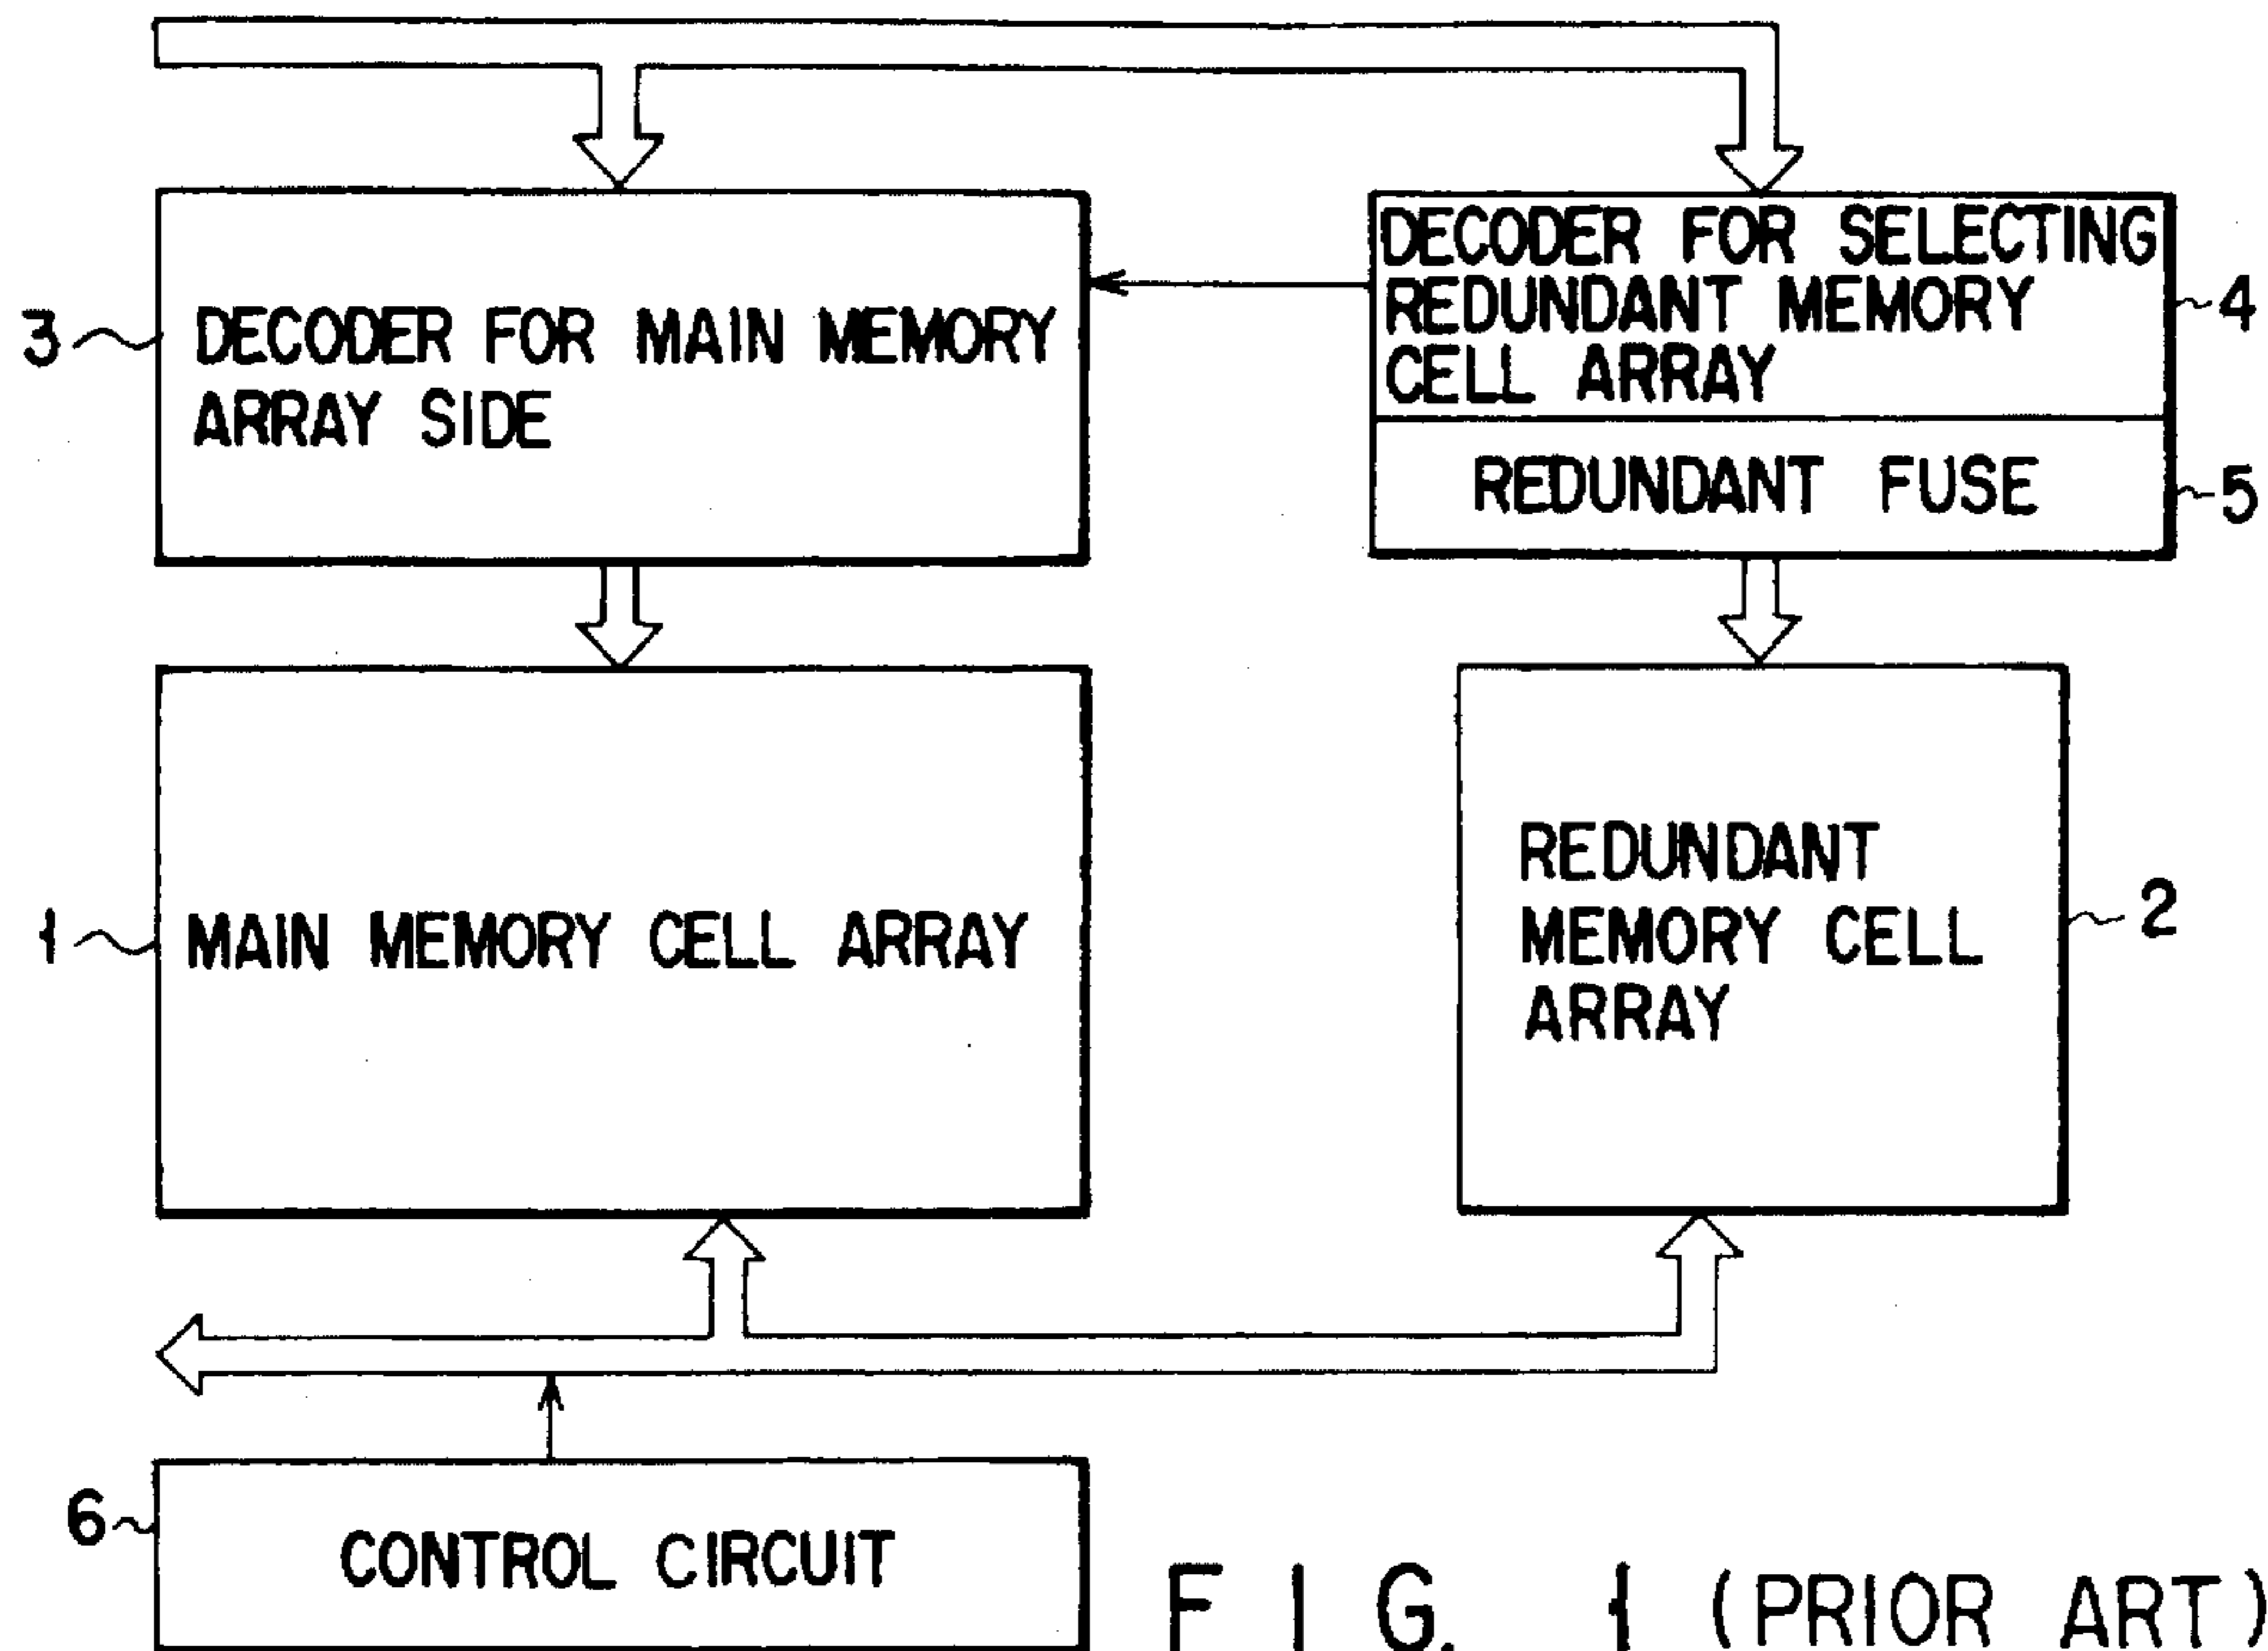 3
DECODER FOR MAIN MEMORY
ARRAY SIDE
DECODER FOR SELECTING
REDUNDANT MEMORY
CELL ARRAY
4
REDUNDANT FUSE
5
1
MAIN MEMORY CELL ARRAY
REDUNDANT
MEMORY CELL
ARRAY
2
6
CONTROL CIRCUIT
FIG. 1 (PRIOR ART)